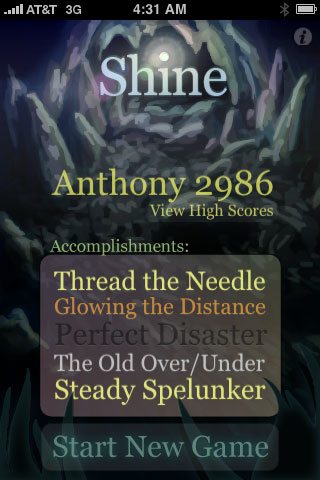 AT&T 3G 4:31 AM
Shine
Anthony 2986
View High Scores
Accomplishments:
Thread the Needle
Glowing the Distance
Perfect Disaster
The Old Over/Under
Steady Spelunker
Start New Game